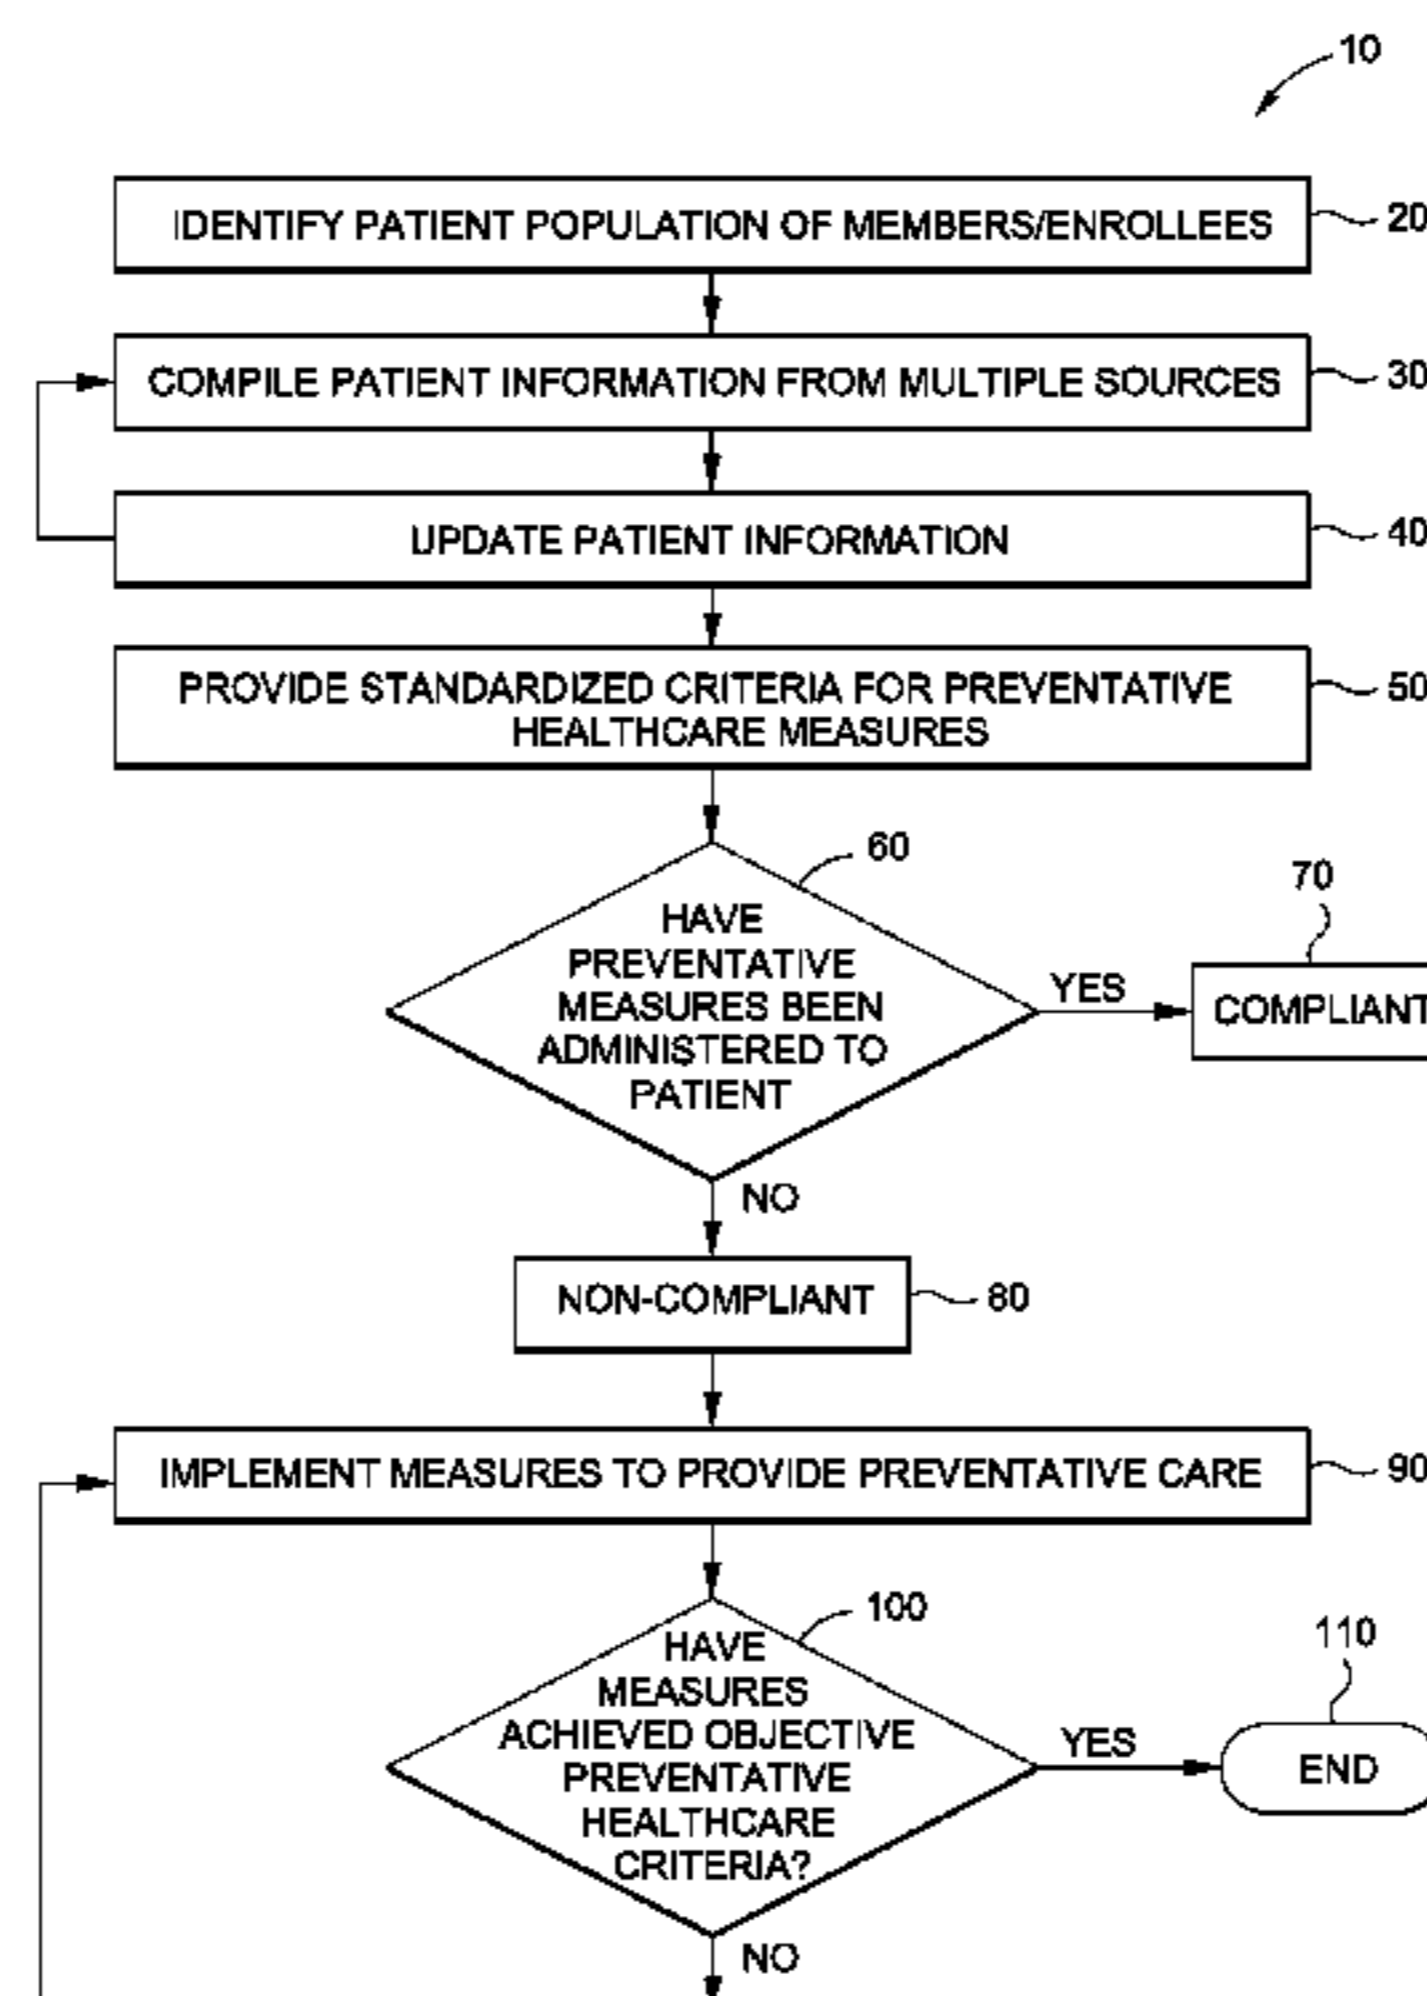 10
IDENTIFY PATIENT POPULATION OF MEMBERS/ENROLLEES
20
COMPILE PATIENT INFORMATION FROM MULTIPLE SOURCES
30
UPDATE PATIENT INFORMATION
40
PROVIDE STANDARDIZED CRITERIA FOR PREVENTATIVE
HEALTHCARE MEASURES
50
60
HAVE
PREVENTATIVE
MEASURES BEEN
ADMINISTERED TO
PATIENT
YES
70
COMPLIANT
NO
NON-COMPLIANT
80
IMPLEMENT MEASURES TO PROVIDE PREVENTATIVE CARE
90
100
HAVE
MEASURES
ACHIEVED OBJECTIVE
PREVENTATIVE
HEALTHCARE
CRITERIA?
YES
110
END
NO